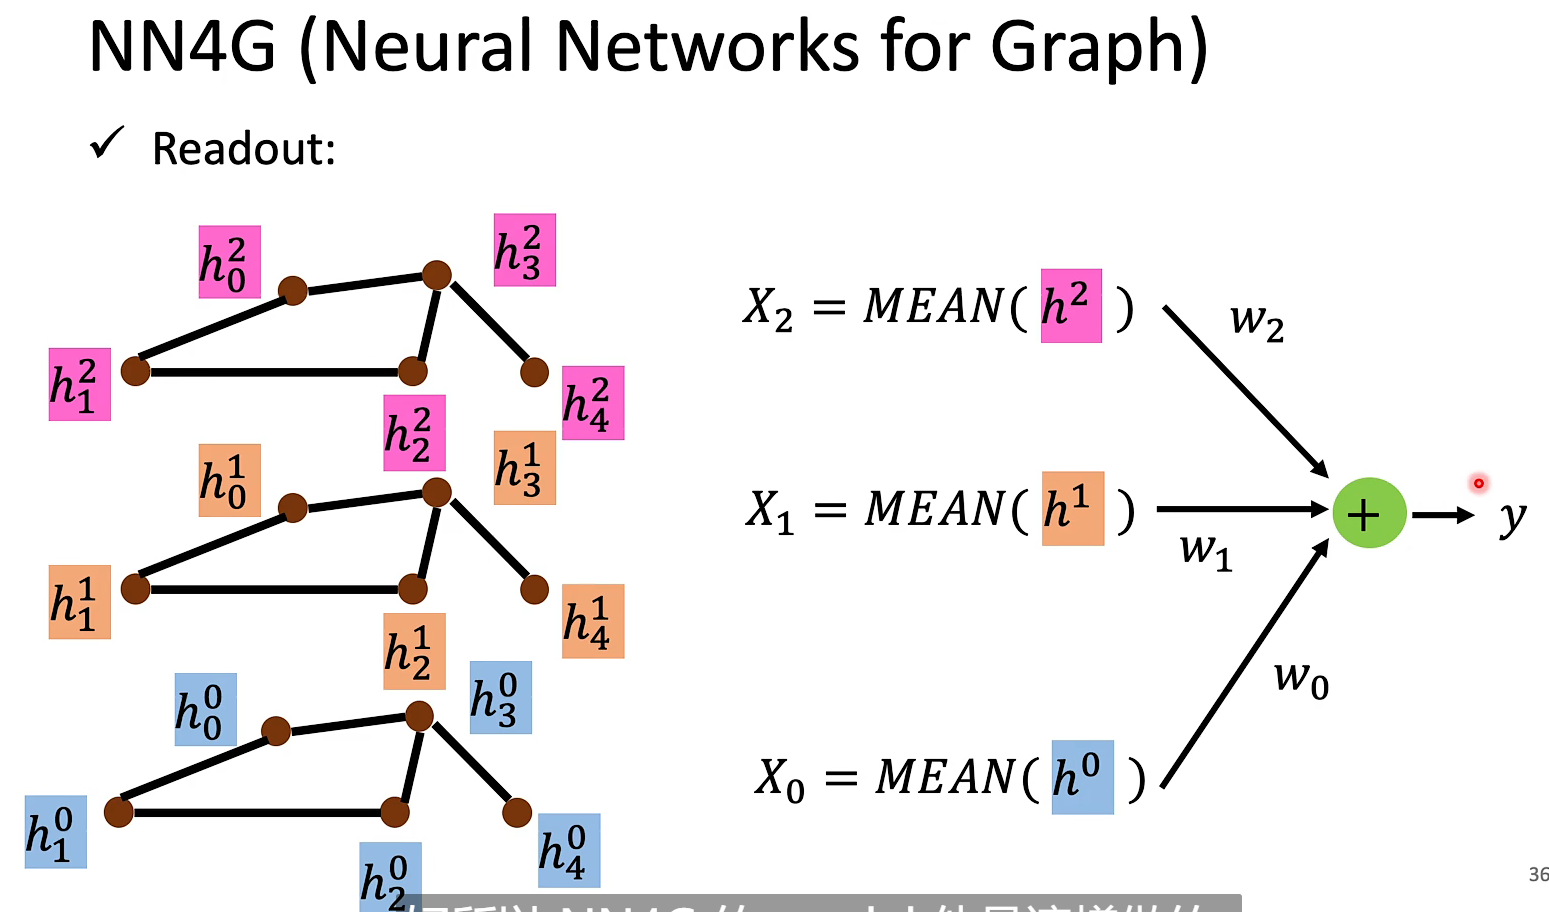 NN4G (Neural Networks for Graph)
✓ Readout:
h_0^2
h_3^2
h_1^2
h_2^2
h_4^2
X_2 = MEAN( h^2 )
w_2
h_0^1
h_3^1
h_1^1
h_2^1
h_4^1
X_1 = MEAN( h^1 )
w_1
+
y
h_0^0
h_3^0
h_1^0
h_2^0
h_4^0
X_0 = MEAN( h^0 )
w_0
36
NN4G